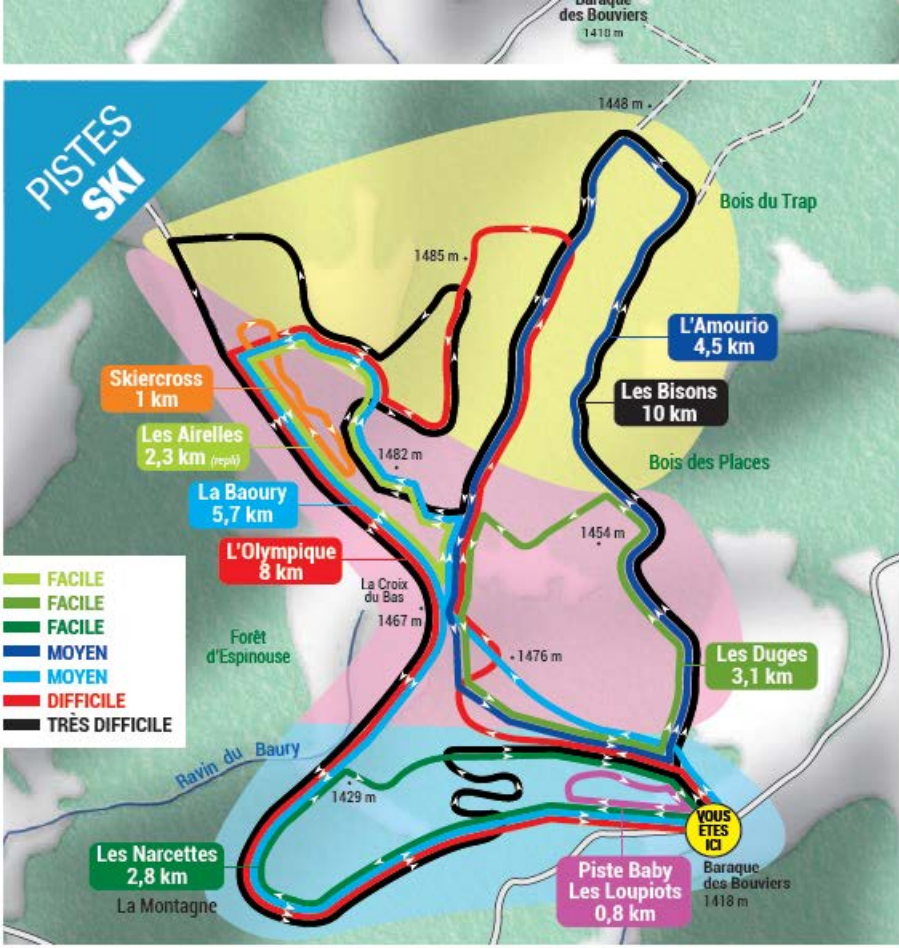 Baraque
des Bouviers
1410 m
PISTES
SKI
1448 m
Bois du Trap
1485 m
L'Amourio
4,5 km
Skiercross
1 km
Les Bisons
10 km
Les Airelles
2,3 km (repli)
1482 m
Bois des Places
La Baoury
5,7 km
1454 m
L'Olympique
8 km
FACILE
FACILE
FACILE
MOYEN
MOYEN
DIFFICILE
TRÈS DIFFICILE
La Croix
du Bas
1467 m
Forêt
d'Espinouse
1476 m
Les Duges
3,1 km
Ravin du Baury
1429 m
VOUS
ÊTES
ICI
Les Narcettes
2,8 km
La Montagne
Piste Baby
Les Loupiots
0,8 km
Baraque
des Bouviers
1418 m